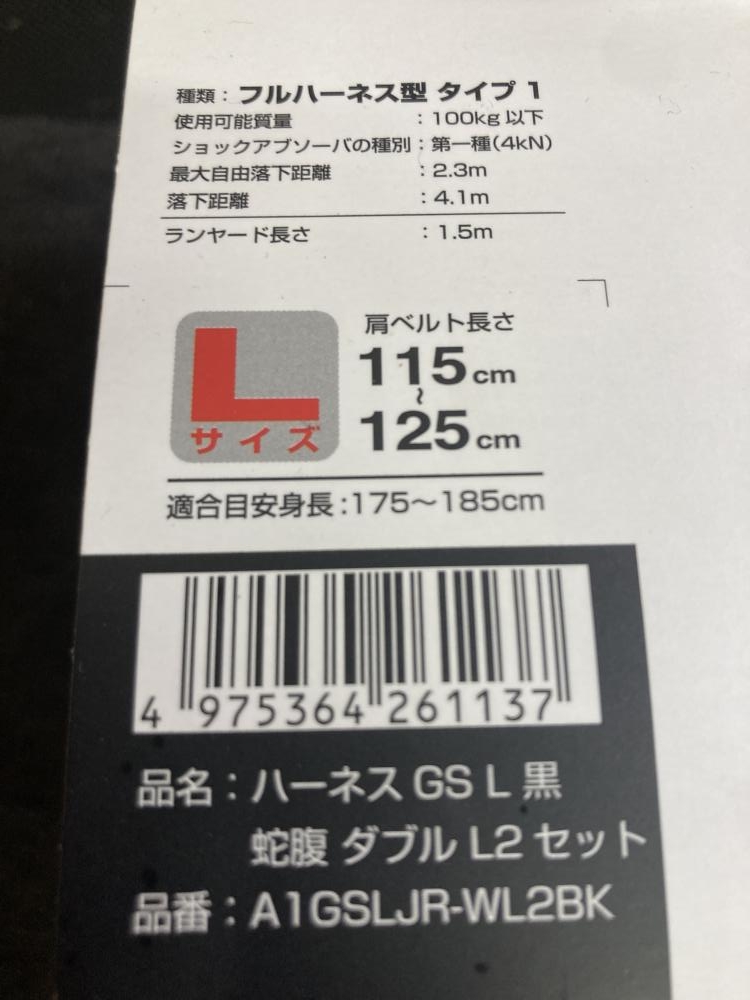 種類：フルハーネス型 タイプ 1
使用可能質量：100kg 以下
ショックアブソーバの種別：第一種(4kN)
最大自由落下距離：2.3m
落下距離：4.1m
ランヤード長さ：1.5m
L
サイズ
肩ベルト長さ
115cm
～
125cm
適合目安身長：175～185cm
4 975364 261137
品名：ハーネス GS L 黒
蛇腹 ダブル L2 セット
品番：A1GSLJR-WL2BK